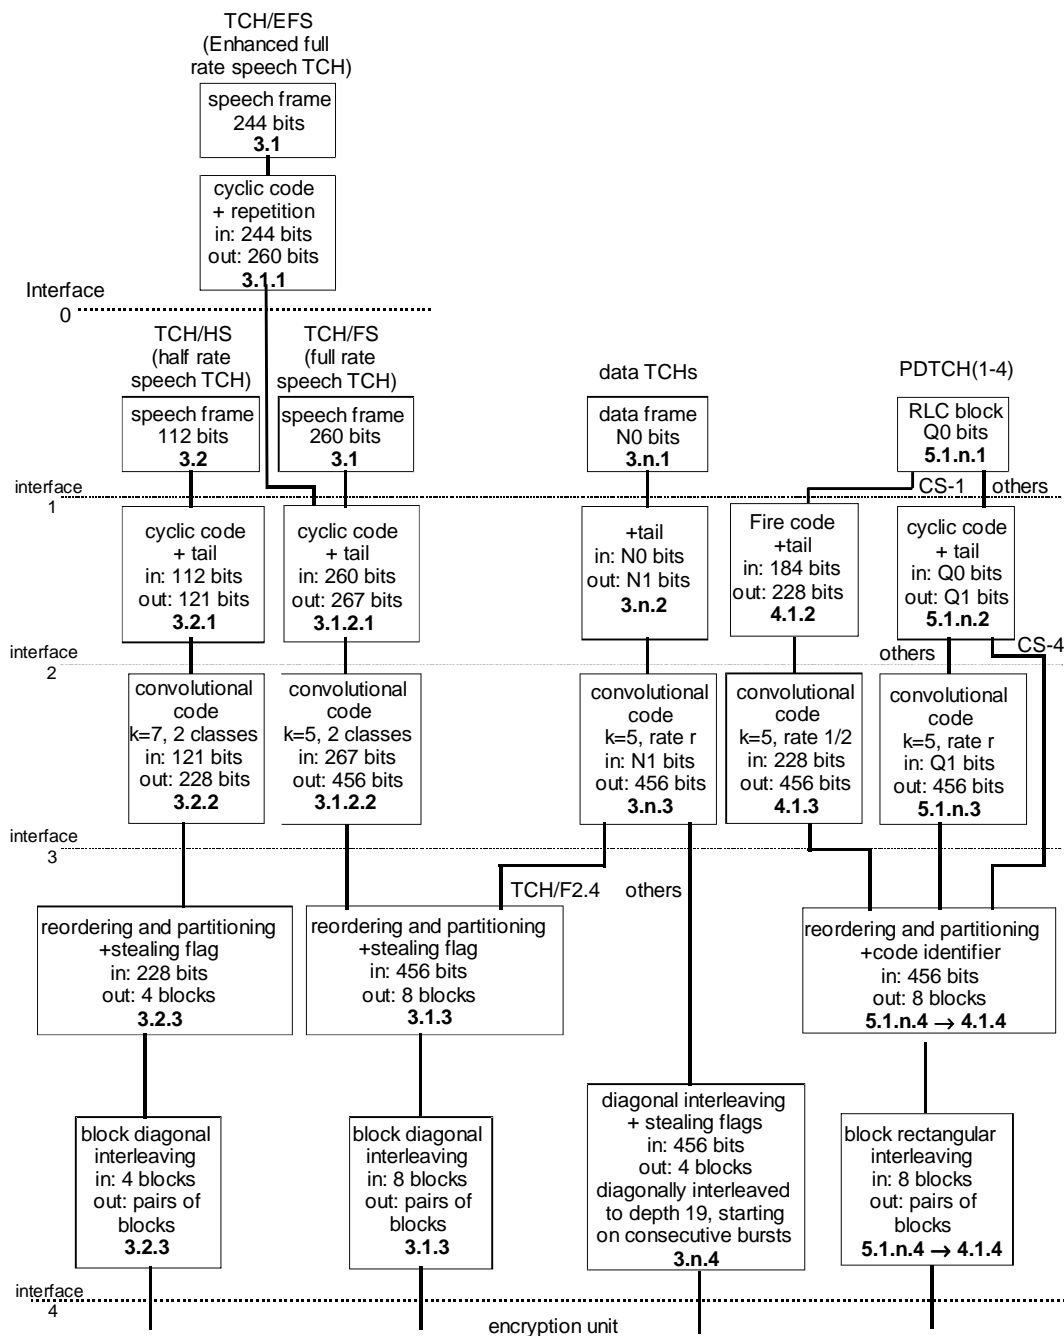 TCH/EFS
(Enhanced full
rate speech TCH)
speech frame
244 bits
3.1
cyclic code
+ repetition
in: 244 bits
out: 260 bits
3.1.1
Interface
0
TCH/HS
(half rate
speech TCH)
TCH/FS
(full rate
speech TCH)
data TCHs
PDTCH(1-4)
speech frame
112 bits
3.2
speech frame
260 bits
3.1
data frame
N0 bits
3.n.1
RLC block
Q0 bits
5.1.n.1
interface
1
CS-1
others
cyclic code
+ tail
in: 112 bits
out: 121 bits
3.2.1
cyclic code
+ tail
in: 260 bits
out: 267 bits
3.1.2.1
+tail
in: N0 bits
out: N1 bits
3.n.2
Fire code
+tail
in: 184 bits
out: 228 bits
4.1.2
cyclic code
+ tail
in: Q0 bits
out: Q1 bits
5.1.n.2
interface
2
others
CS-4
convolutional
code
k=7, 2 classes
in: 121 bits
out: 228 bits
3.2.2
convolutional
code
k=5, 2 classes
in: 267 bits
out: 456 bits
3.1.2.2
convolutional
code
k=5, rate r
in: N1 bits
out: 456 bits
3.n.3
convolutional
code
k=5, rate 1/2
in: 228 bits
out: 456 bits
4.1.3
convolutional
code
k=5, rate r
in: Q1 bits
out: 456 bits
5.1.n.3
interface
3
TCH/F2.4
others
reordering and partitioning
+stealing flag
in: 228 bits
out: 4 blocks
3.2.3
reordering and partitioning
+stealing flag
in: 456 bits
out: 8 blocks
3.1.3
reordering and partitioning
+code identifier
in: 456 bits
out: 8 blocks
5.1.n.4 → 4.1.4
block diagonal
interleaving
in: 4 blocks
out: pairs of
blocks
3.2.3
block diagonal
interleaving
in: 8 blocks
out: pairs of
blocks
3.1.3
diagonal interleaving
+ stealing flags
in: 456 bits
out: 4 blocks
diagonally interleaved
to depth 19, starting
on consecutive bursts
3.n.4
block rectangular
interleaving
in: 8 blocks
out: pairs of
blocks
5.1.n.4 → 4.1.4
interface
4
encryption unit